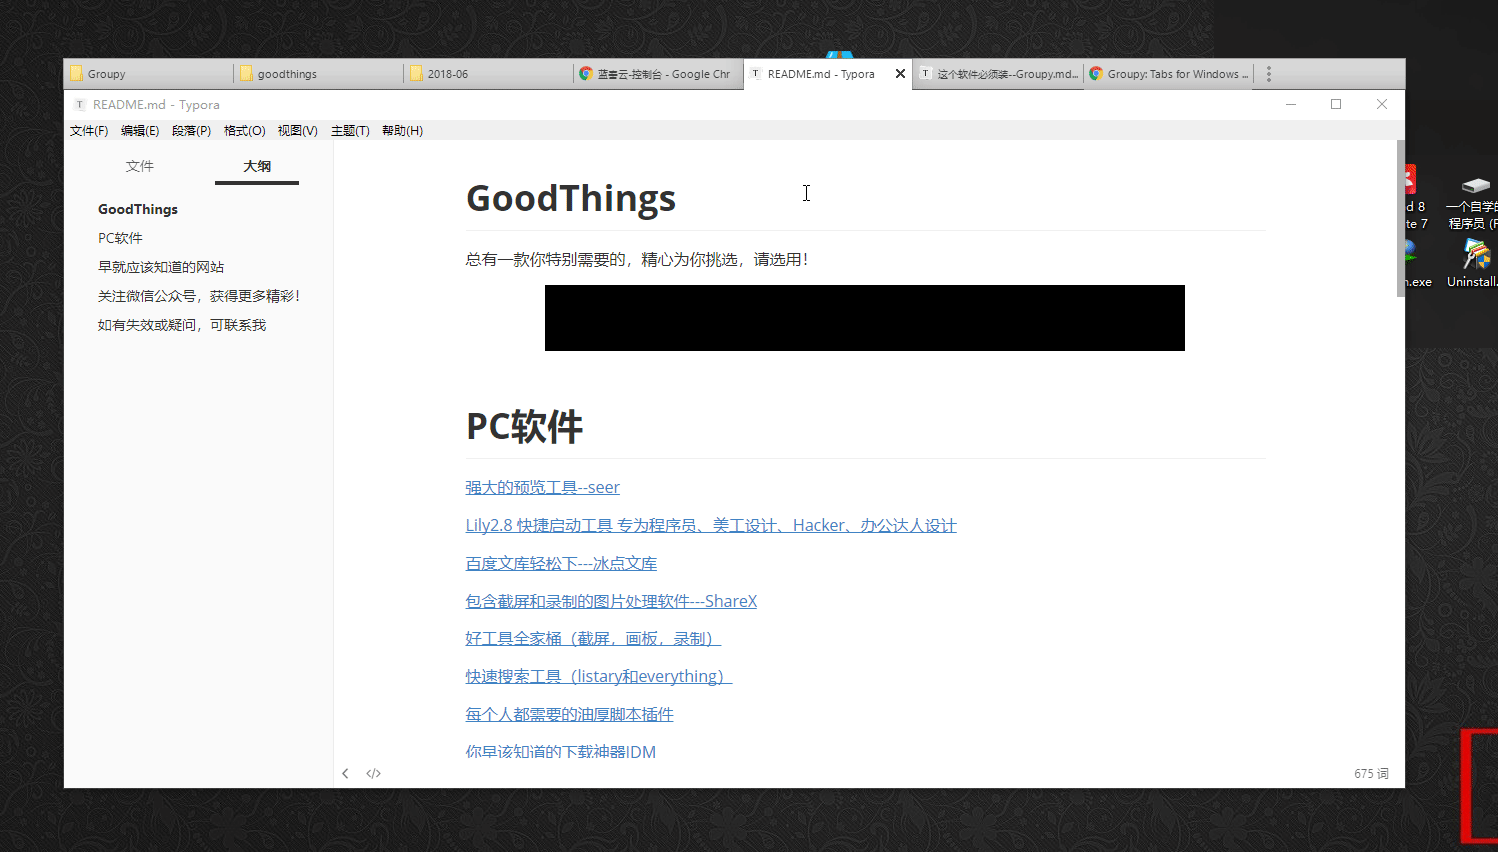 Groupy
goodthings
2018-06
蓝害云-控制台 - Google Chr
README.md - Typora
这个软件必须装--Groupy.md...
Groupy: Tabs for Windows ...
README.md - Typora
文件(F) 编辑(E) 段落(P) 格式(O) 视图(V) 主题(T) 帮助(H)
文件 大纲
GoodThings
PC软件
早就应该知道的网站
关注微信公众号，获得更多精彩！
如有失效或疑问，可联系我
GoodThings
总有一款你特别需要的，精心为你挑选，请选用！
PC软件
强大的预览工具--seer
Lily2.8 快捷启动工具 专为程序员、美工设计、Hacker、办公达人设计
百度文库轻松下---冰点文库
包含截屏和录制的图片处理软件---ShareX
好工具全家桶（截屏，画板，录制）
快速搜索工具（listary和everything）
每个人都需要的油厚脚本插件
你早该知道的下载神器IDM
675 词
d 8
te 7
一个自学的
程序员 (F
n.exe
Uninstall.